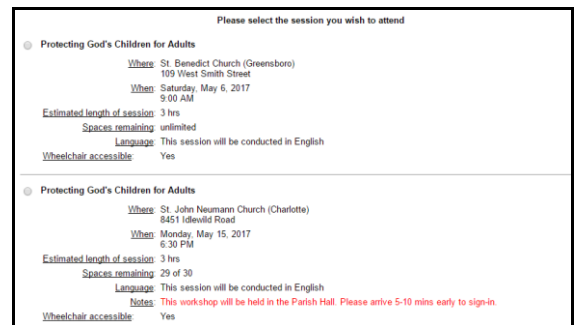 Please select the session you wish to attend
Protecting God's Children for Adults
Where: St. Benedict Church (Greensboro)
109 West Smith Street
When: Saturday, May 6, 2017
9:00 AM
Estimated length of session: 3 hrs
Spaces remaining: unlimited
Language: This session will be conducted in English
Wheelchair accessible: Yes
Protecting God's Children for Adults
Where: St. John Neumann Church (Charlotte)
8451 Idlewild Road
When: Monday, May 15, 2017
6:30 PM
Estimated length of session: 3 hrs
Spaces remaining: 29 of 30
Language: This session will be conducted in English
Notes: This workshop will be held in the Parish Hall. Please arrive 5-10 mins early to sign-in.
Wheelchair accessible: Yes